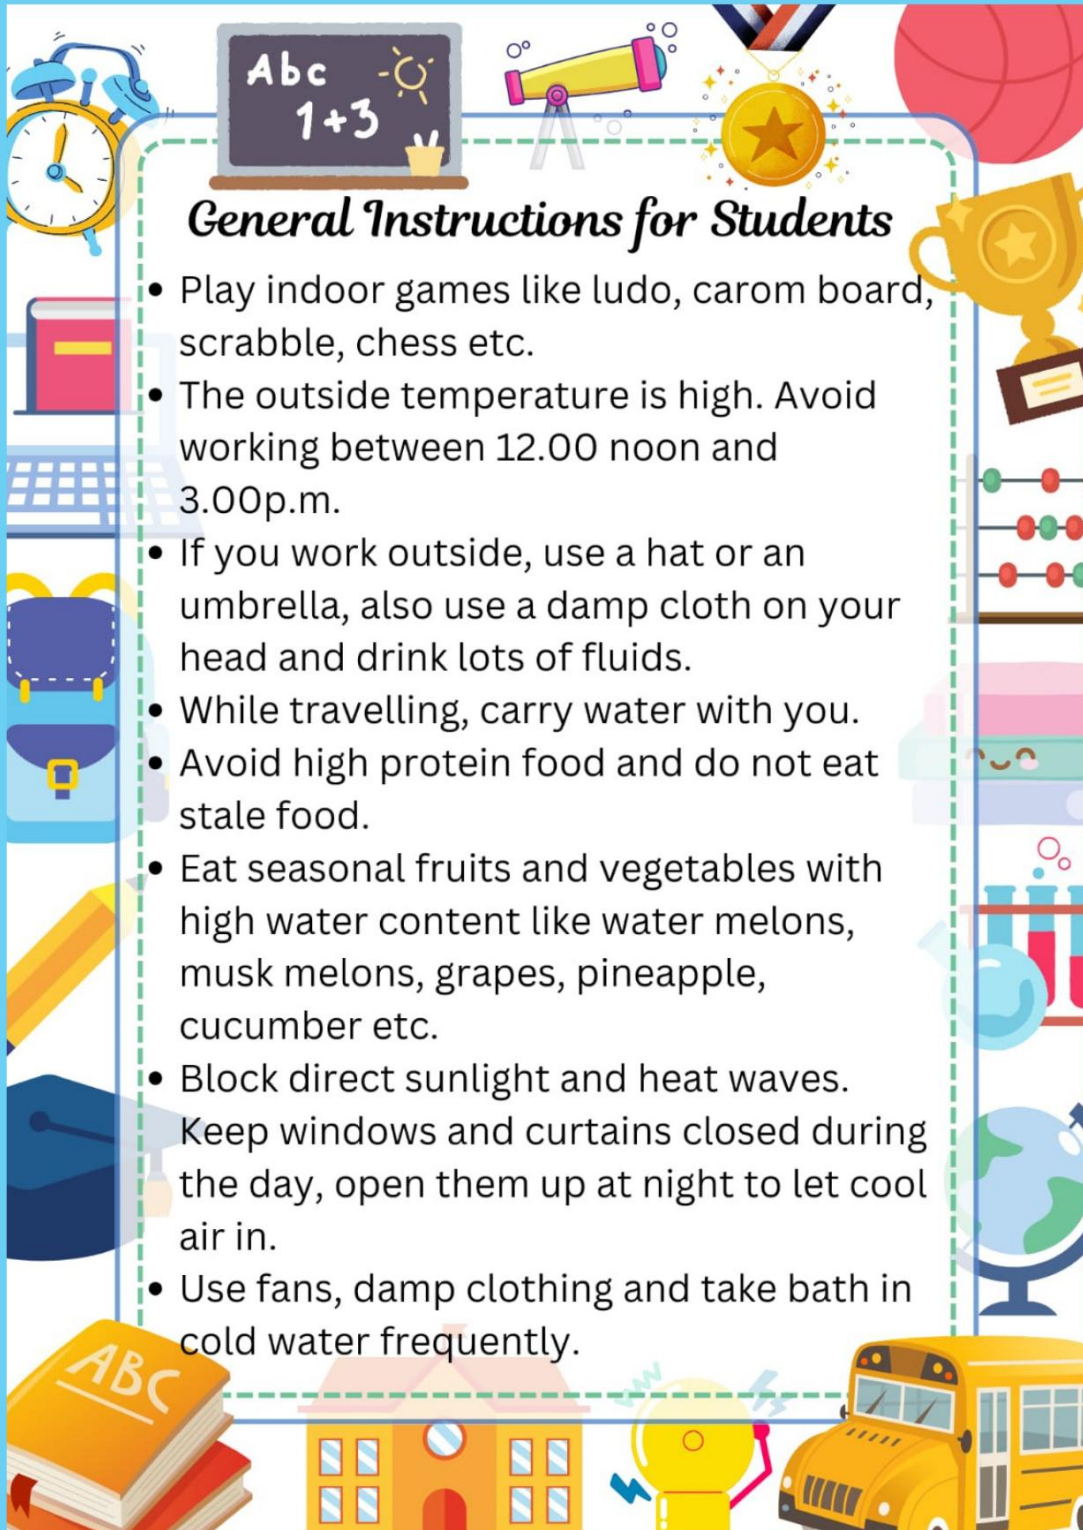 Abc
1+3
General Instructions for Students
• Play indoor games like ludo, carom board,
scrabble, chess etc.
• The outside temperature is high. Avoid
working between 12.00 noon and
3.00p.m.
• If you work outside, use a hat or an
umbrella, also use a damp cloth on your
head and drink lots of fluids.
• While travelling, carry water with you.
• Avoid high protein food and do not eat
stale food.
• Eat seasonal fruits and vegetables with
high water content like water melons,
musk melons, grapes, pineapple,
cucumber etc.
• Block direct sunlight and heat waves.
Keep windows and curtains closed during
the day, open them up at night to let cool
air in.
• Use fans, damp clothing and take bath in
cold water frequently.
ABC